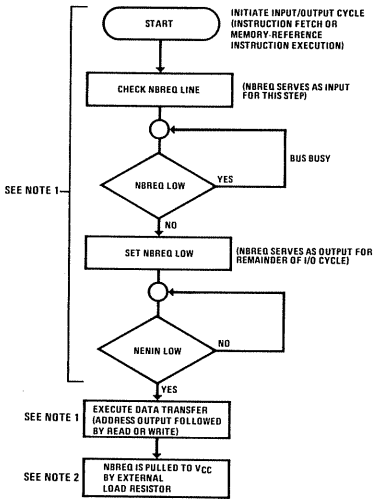 START
INITIATE INPUT/OUTPUT CYCLE
(INSTRUCTION FETCH OR
MEMORY-REFERENCE
INSTRUCTION EXECUTION)
CHECK NBREQ LINE
(NBREQ SERVES AS INPUT
FOR THIS STEP)
BUS BUSY
NBREQ LOW
YES
SEE NOTE 1
NO
SET NBREQ LOW
(NBREQ SERVES AS OUTPUT FOR
REMAINDER OF I/O CYCLE)
NENIN LOW
NO
YES
SEE NOTE 1
EXECUTE DATA TRANSFER
(ADDRESS OUTPUT FOLLOWED
BY READ OR WRITE)
SEE NOTE 2
NBREQ IS PULLED TO VCC
BY EXTERNAL
LOAD RESISTOR